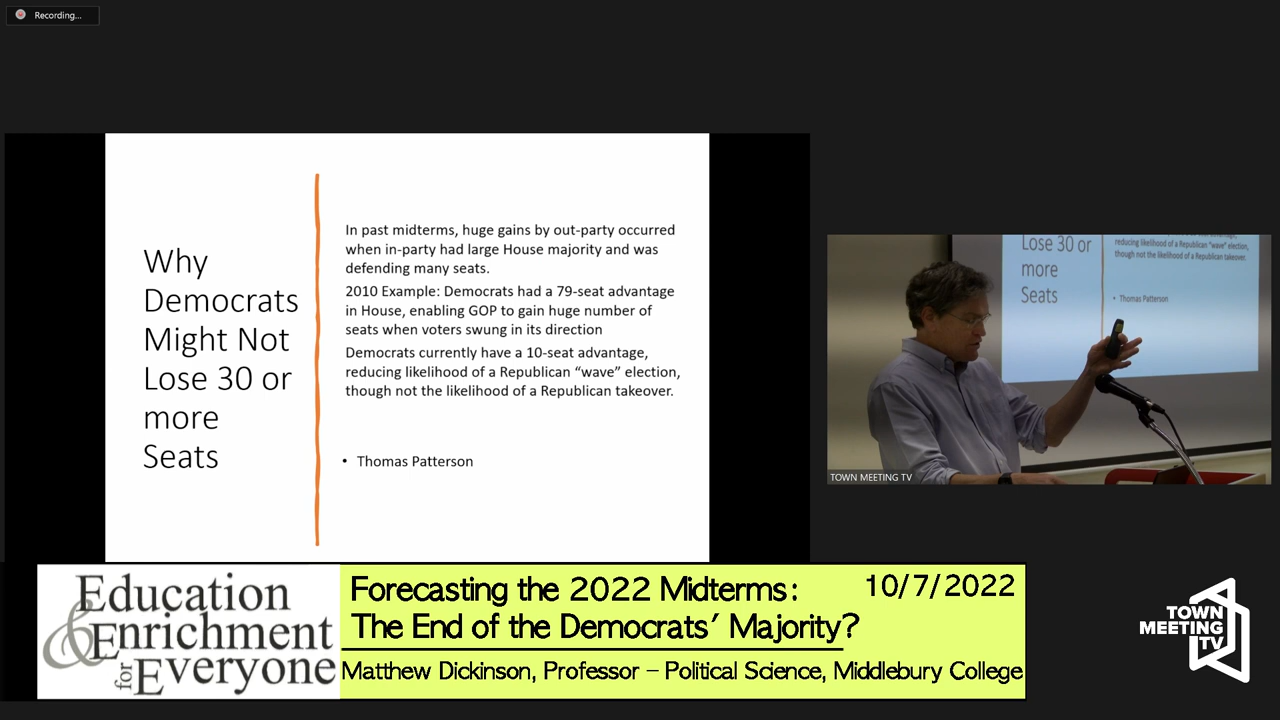 Recording...
Why
Democrats
Might Not
Lose 30 or
more
Seats
In past midterms, huge gains by out-party occurred
when in-party had large House majority and was
defending many seats.
2010 Example: Democrats had a 79-seat advantage
in House, enabling GOP to gain huge number of
seats when voters swung in its direction
Democrats currently have a 10-seat advantage,
reducing likelihood of a Republican “wave” election,
though not the likelihood of a Republican takeover.
• Thomas Patterson
Lose 30 or
more
Seats
reducing likelihood of a Republican “wave” election,
though not the likelihood of a Republican takeover.
• Thomas Patterson
TOWN MEETING TV
Education
& Enrichment
for Everyone
Forecasting the 2022 Midterms:
10/7/2022
The End of the Democrats’ Majority?
Matthew Dickinson, Professor – Political Science, Middlebury College
TOWN
MEETING
TV